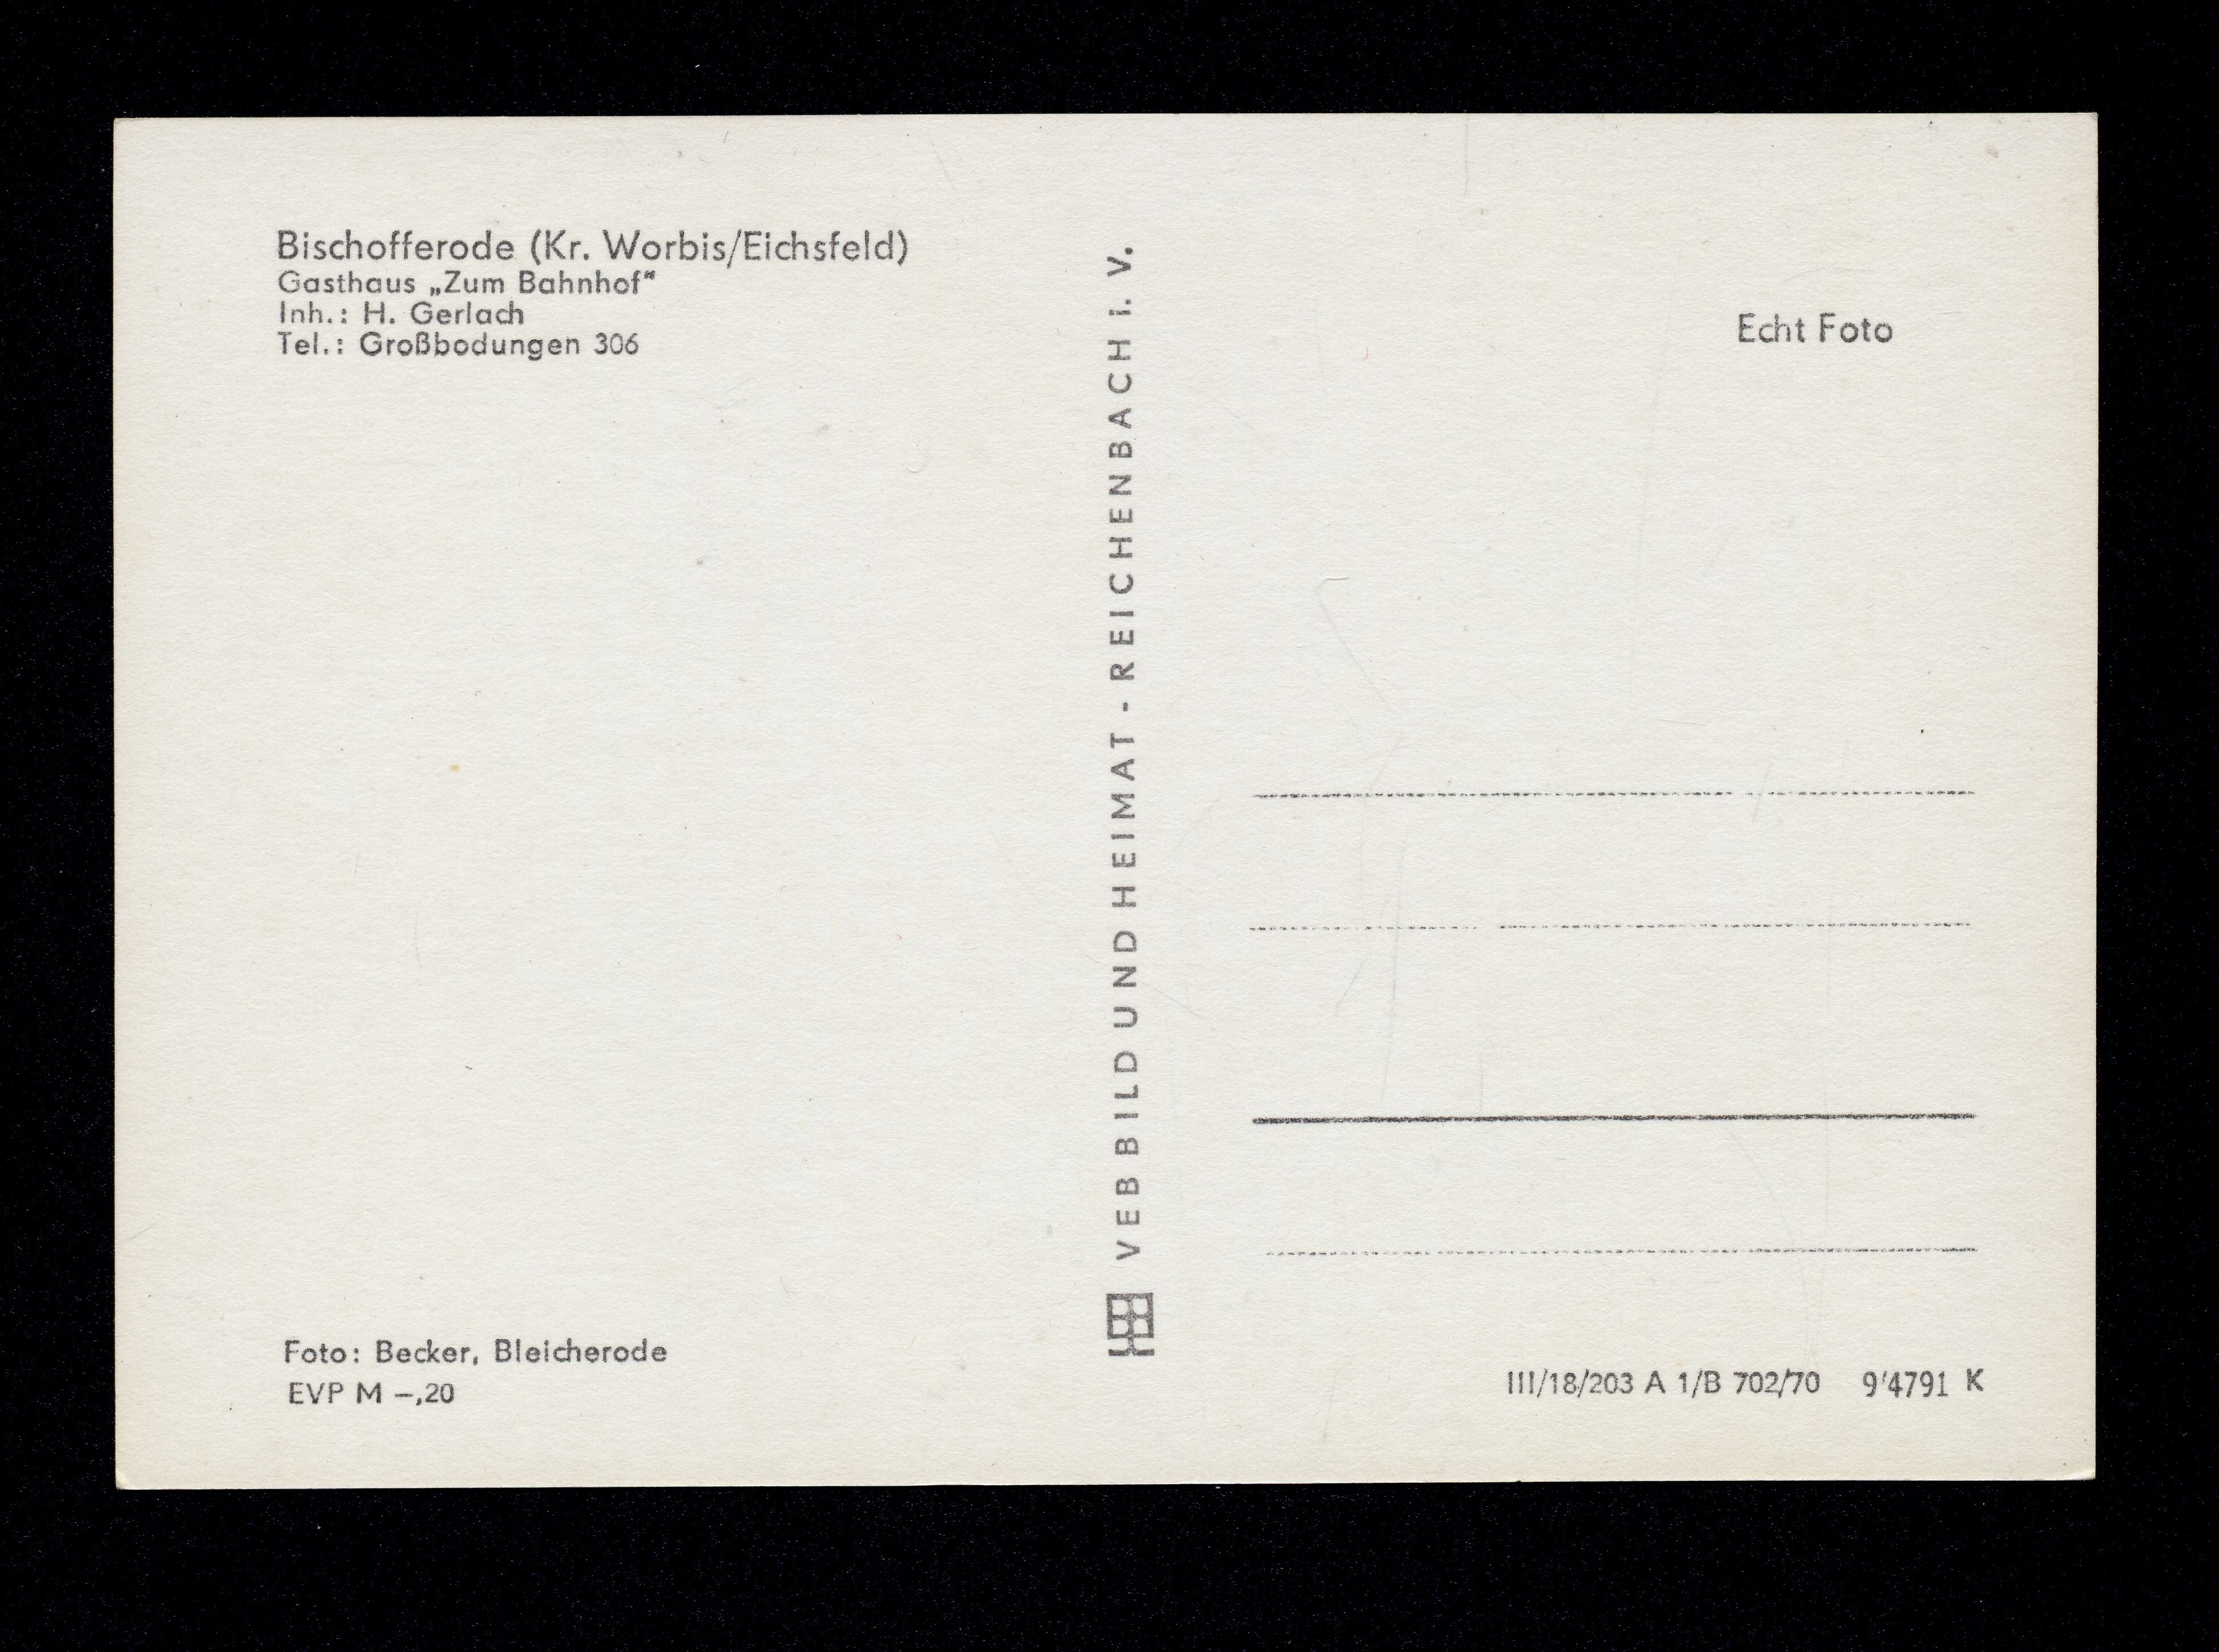 Bischofferode (Kr. Worbis/Eichsfeld)
Gasthaus „Zum Bahnhof“
Inh.: H. Gerlach
Tel.: Großbodungen 306
Foto: Becker, Bleicherode
EVP M –,20
VEB BILD UND HEIMAT - REICHENBACH i. V.
Echt Foto
III/18/203 A 1/B 702/70 9'4791 K